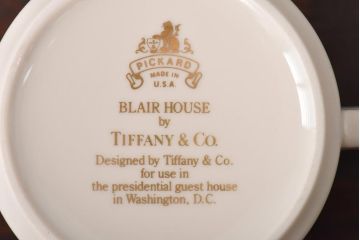 PICKARD
MADE IN
U.S.A.
BLAIR HOUSE
by
TIFFANY & CO.
Designed by Tiffany & Co.
for use in
the presidential guest house
in Washington, D.C.